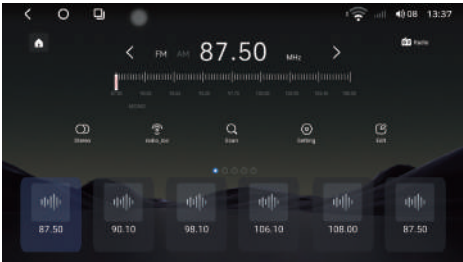 08 13:37
FM AM 87.50 MHz
Radio
Stereo radio_loc Scan Setting Edit
87.50 90.10 98.10 106.10 108.00 87.50